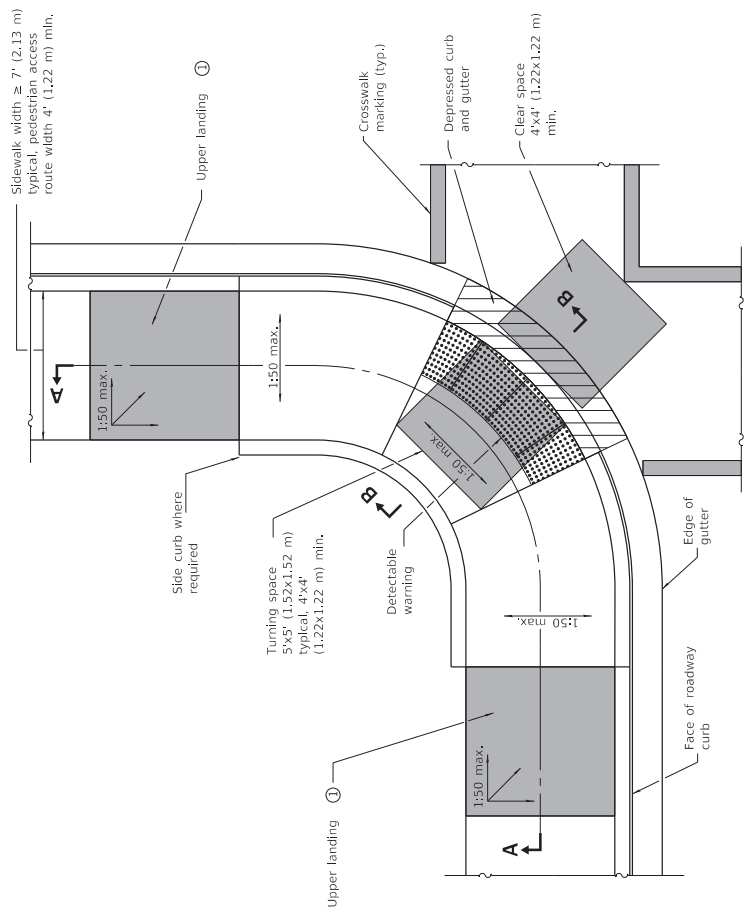 Sidewalk width ≥ 7' (2.13 m)
typical, pedestrian access
route width 4' (1.22 m) min.
Upper landing ①
Crosswalk
marking (typ.)
Depressed curb
and gutter
Clear space
4'x4' (1.22x1.22 m)
min.
A
1:50 max.
1:50 max.
B
Side curb where
required
B
1:50 max.
Turning space
5'x5' (1.52x1.52 m)
typical, 4'x4'
(1.22x1.22 m) min.
Detectable
warning
1:50 max.
Edge of
gutter
Face of roadway
curb
1:50 max.
Upper landing ①
A